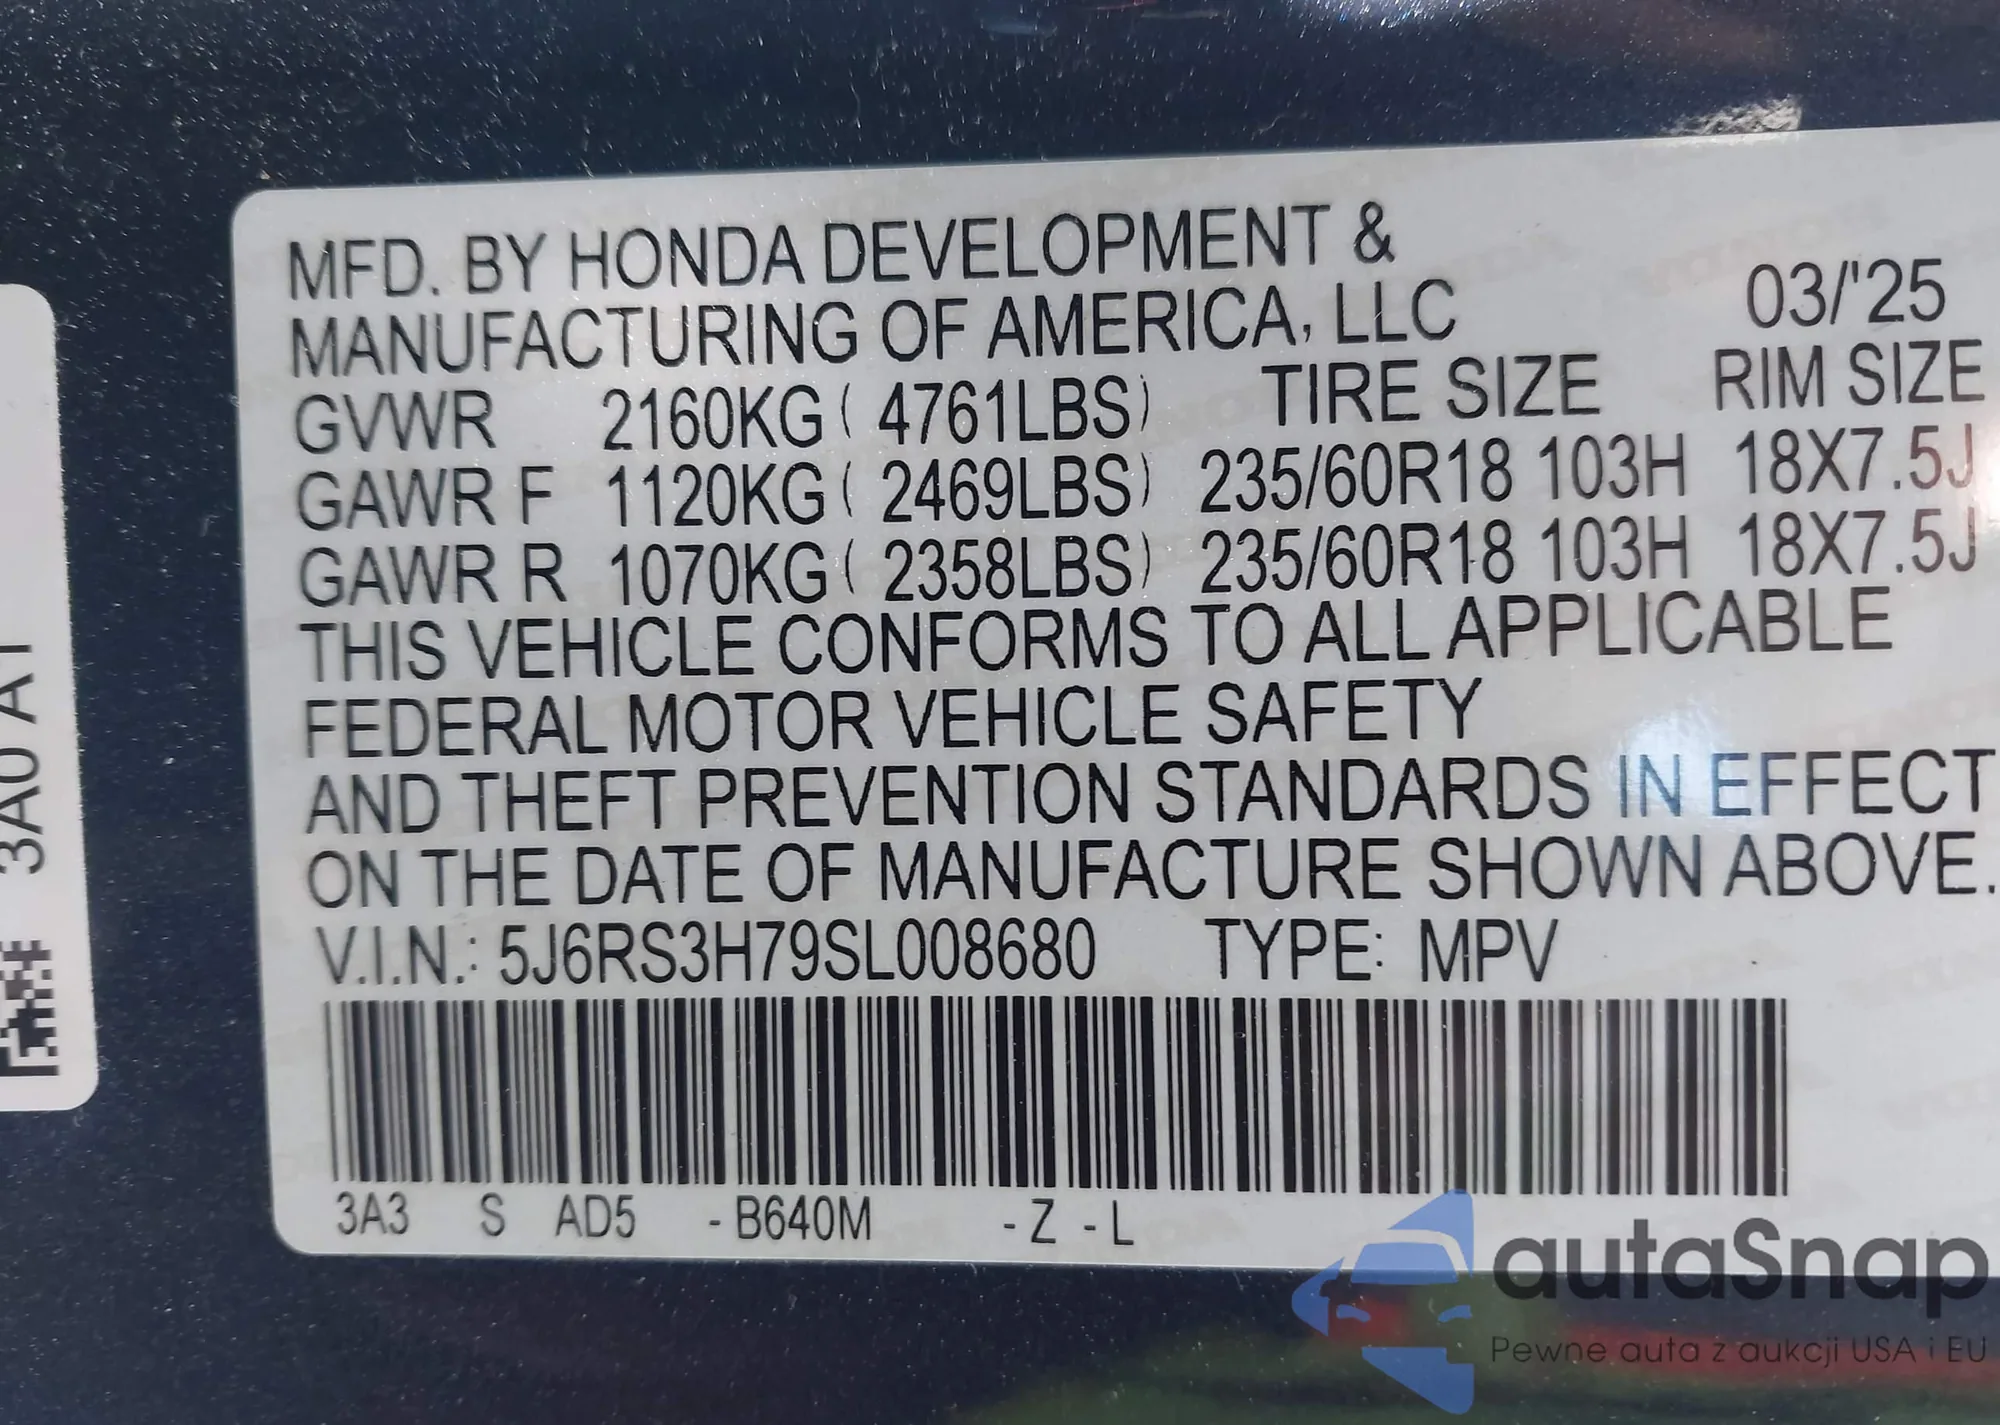 MFD. BY HONDA DEVELOPMENT &
MANUFACTURING OF AMERICA, LLC 03/'25
GVWR 2160KG ( 4761LBS) TIRE SIZE RIM SIZE
GAWR F 1120KG ( 2469LBS) 235/60R18 103H 18X7.5J
GAWR R 1070KG ( 2358LBS) 235/60R18 103H 18X7.5J
THIS VEHICLE CONFORMS TO ALL APPLICABLE
FEDERAL MOTOR VEHICLE SAFETY
AND THEFT PREVENTION STANDARDS IN EFFECT
ON THE DATE OF MANUFACTURE SHOWN ABOVE.
V.I.N.: 5J6RS3H79SL008680 TYPE: MPV
3A3 S AD5 -B640M -Z -L
3A0 A1
autaSnap
Pewne auta z aukcji USA i EU